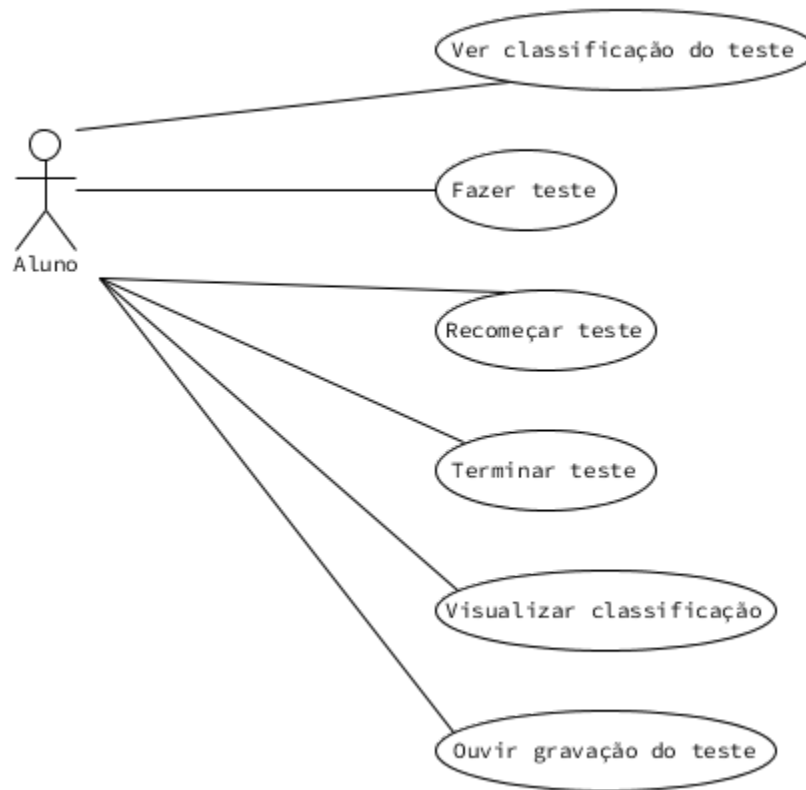 Ver classificação do teste
Fazer teste
Aluno
Recomeçar teste
Terminar teste
Visualizar classificação
Ouvir gravação do teste